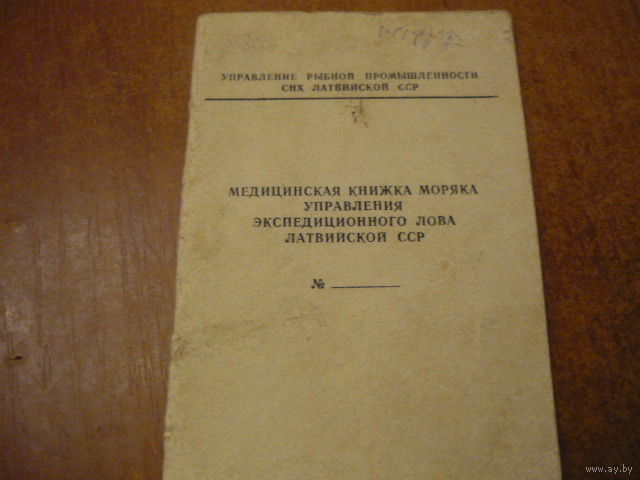 УПРАВЛЕНИЕ РЫБНОЙ ПРОМЫШЛЕННОСТИ
СНХ ЛАТВИЙСКОЙ ССР
МЕДИЦИНСКАЯ КНИЖКА МОРЯКА
УПРАВЛЕНИЯ
ЭКСПЕДИЦИОННОГО ЛОВА
ЛАТВИЙСКОЙ ССР
№
www.ay.by